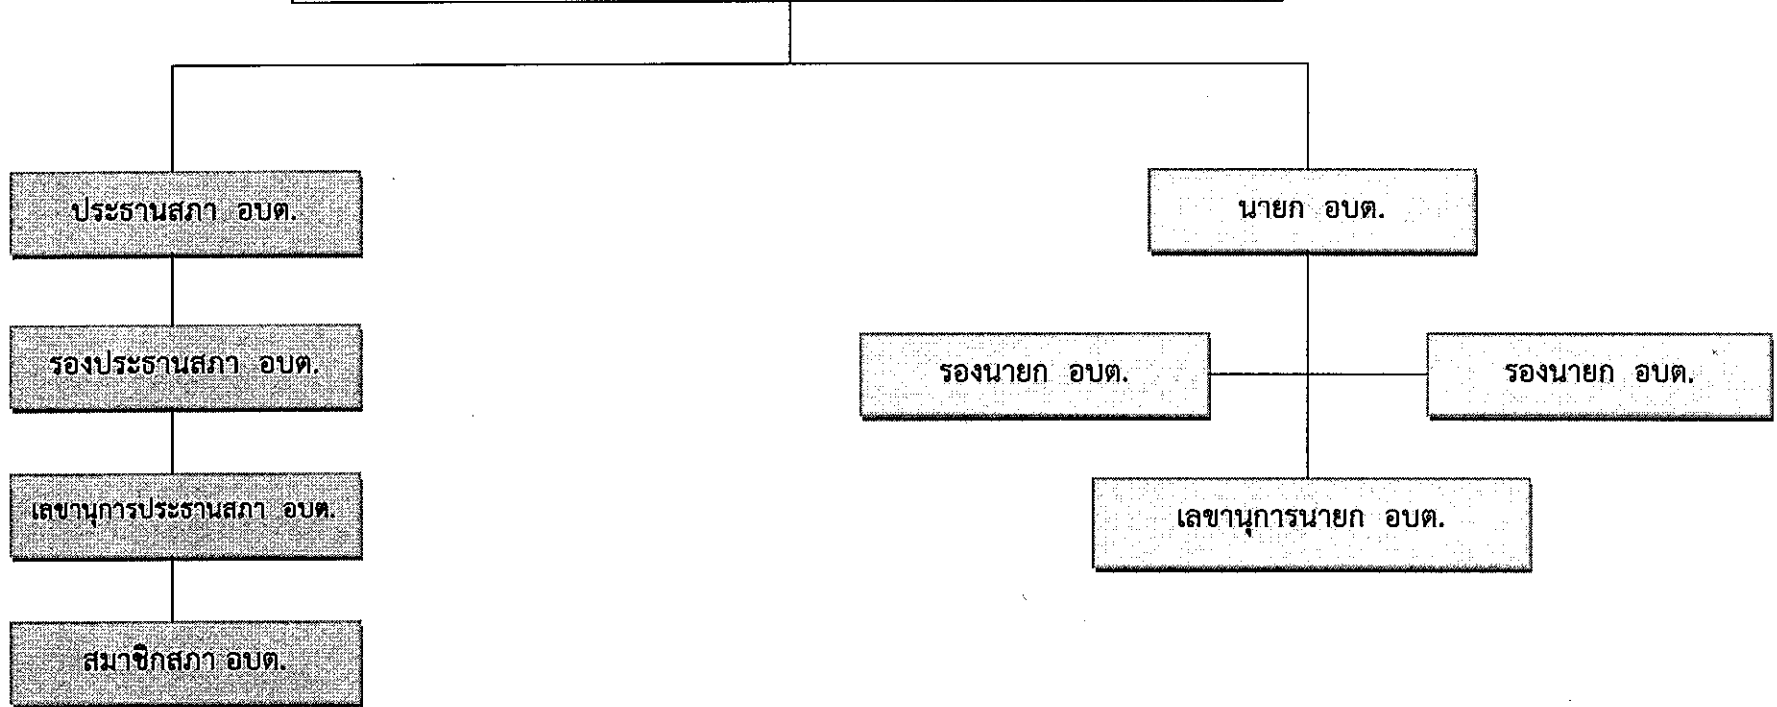 ประธานสภา อบต.
รองประธานสภา อบต.
เลขานุการประธานสภา อบต.
สมาชิกสภา อบต.
นายก อบต.
รองนายก อบต.
รองนายก อบต.
เลขานุการนายก อบต.